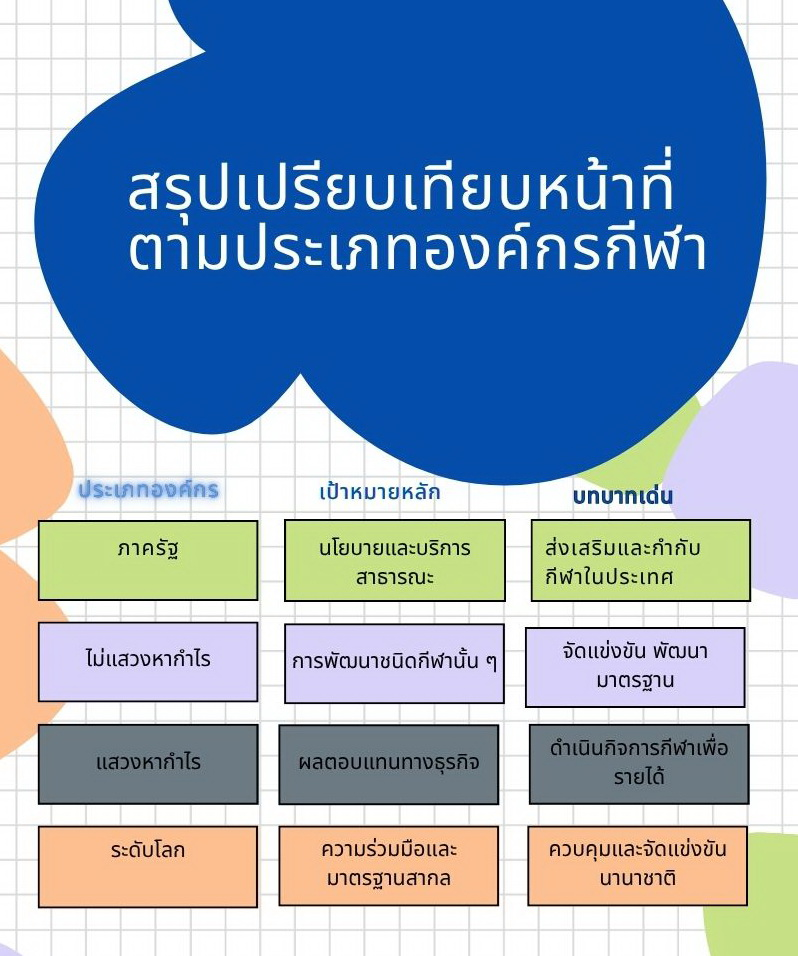 สรุปเปรียบเทียบหน้าที่
ตามประเภทองค์กรกีฬา
ประเภทองค์กร
เป้าหมายหลัก
บทบาทเด่น
ภาครัฐ
นโยบายและบริการ
สาธารณะ
ส่งเสริมและกำกับ
กีฬาในประเทศ
ไม่แสวงหากำไร
การพัฒนาชนิดกีฬานั้น ๆ
จัดแข่งขัน พัฒนา
มาตรฐาน
แสวงหากำไร
ผลตอบแทนทางธุรกิจ
ดำเนินกิจการกีฬาเพื่อ
รายได้
ระดับโลก
ความร่วมมือและ
มาตรฐานสากล
ควบคุมและจัดแข่งขัน
นานาชาติ